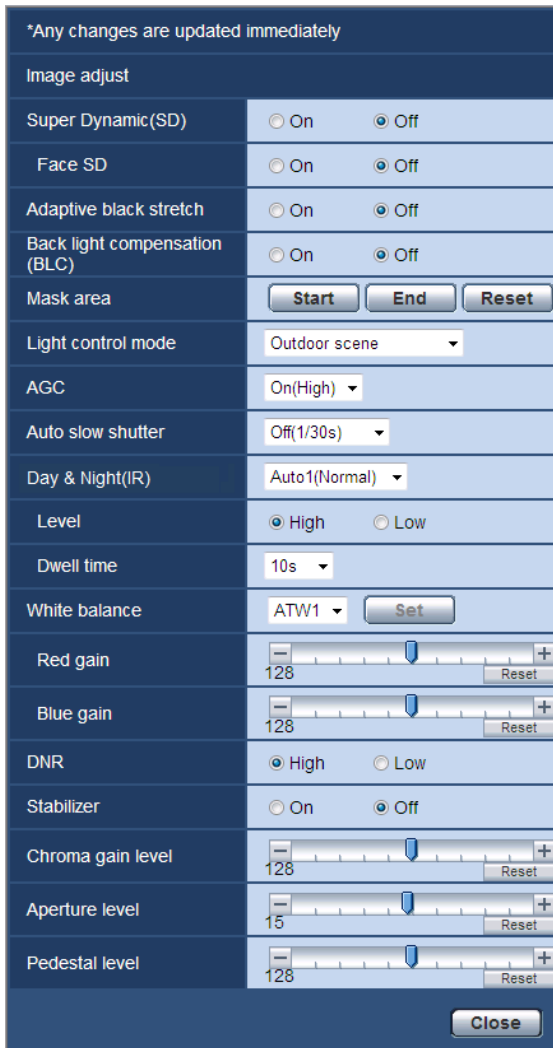 *Any changes are updated immediately
Image adjust
Super Dynamic(SD) On Off
Face SD On Off
Adaptive black stretch On Off
Back light compensation
(BLC) On Off
Mask area Start End Reset
Light control mode Outdoor scene
AGC On(High)
Auto slow shutter Off(1/30s)
Day & Night(IR) Auto1(Normal)
Level High Low
Dwell time 10s
White balance ATW1 Set
Red gain - +
128 Reset
Blue gain - +
128 Reset
DNR High Low
Stabilizer On Off
Chroma gain level - +
128 Reset
Aperture level - +
15 Reset
Pedestal level - +
128 Reset
Close